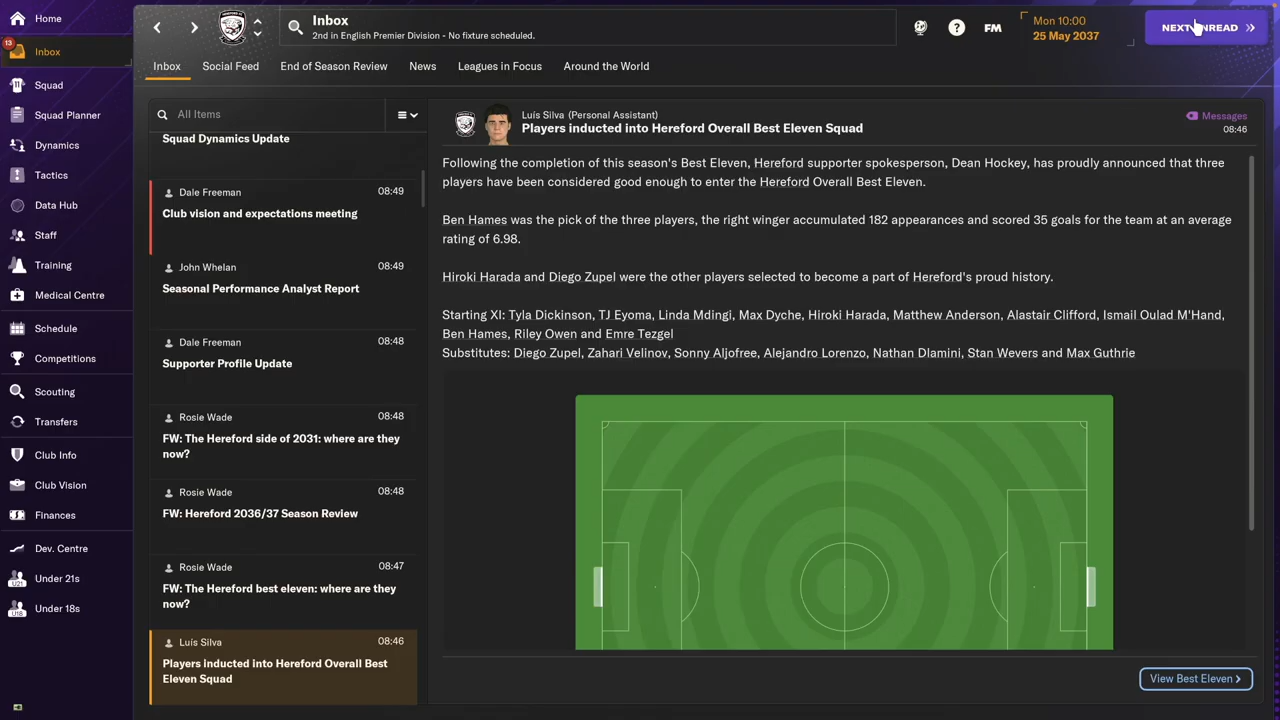 Home
13
Inbox
Squad
Squad Planner
Dynamics
Tactics
Data Hub
Staff
Training
Medical Centre
Schedule
Competitions
Scouting
Transfers
Club Info
Club Vision
Finances
Dev. Centre
U21
Under 21s
U18
Under 18s
Inbox
2nd in English Premier Division - No fixture scheduled.
FM
Mon 10:00
25 May 2037
NEXT UNREAD
Inbox
Social Feed
End of Season Review
News
Leagues in Focus
Around the World
All Items
Squad Dynamics Update
Dale Freeman
08:49
Club vision and expectations meeting
John Whelan
08:49
Seasonal Performance Analyst Report
Dale Freeman
08:48
Supporter Profile Update
Rosie Wade
08:48
FW: The Hereford side of 2031: where are they
now?
Rosie Wade
08:48
FW: Hereford 2036/37 Season Review
Rosie Wade
08:47
FW: The Hereford best eleven: where are they
now?
Luís Silva
08:46
Players inducted into Hereford Overall Best
Eleven Squad
Luís Silva (Personal Assistant)
Players inducted into Hereford Overall Best Eleven Squad
Messages
08:46
Following the completion of this season's Best Eleven, Hereford supporter spokesperson, Dean Hockey, has proudly announced that three
players have been considered good enough to enter the Hereford Overall Best Eleven.
Ben Hames was the pick of the three players, the right winger accumulated 182 appearances and scored 35 goals for the team at an average
rating of 6.98.
Hiroki Harada and Diego Zupel were the other players selected to become a part of Hereford's proud history.
Starting XI: Tyla Dickinson, TJ Eyoma, Linda Mdingi, Max Dyche, Hiroki Harada, Matthew Anderson, Alastair Clifford, Ismail Oulad M'Hand,
Ben Hames, Riley Owen and Emre Tezgel
Substitutes: Diego Zupel, Zahari Velinov, Sonny Aljofree, Alejandro Lorenzo, Nathan Dlamini, Stan Wevers and Max Guthrie
View Best Eleven